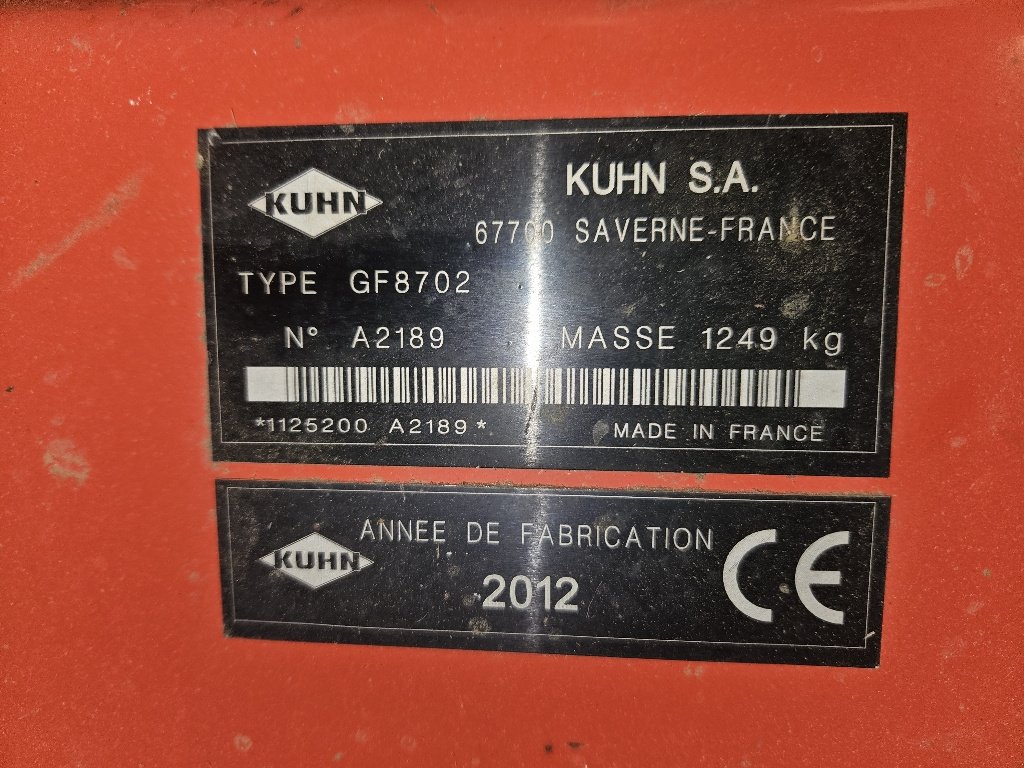 KUHN
KUHN S.A.
67700 SAVERNE-FRANCE
TYPE GF8702
N° A2189 MASSE 1249 kg
*1125200 A2189*
MADE IN FRANCE
ANNEE DE FABRICATION
KUHN
2012
CE